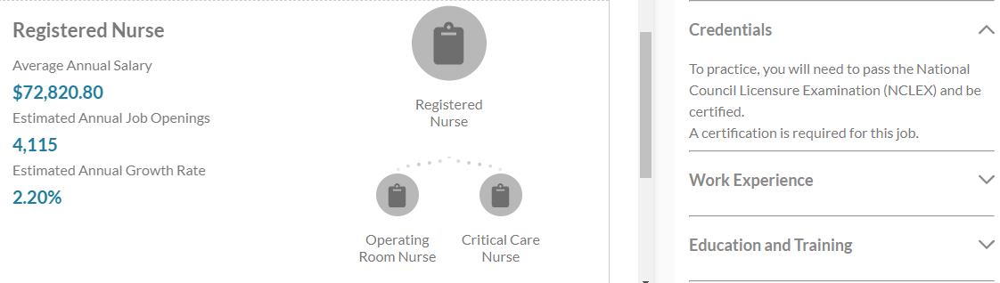 Registered Nurse
Average Annual Salary
$72,820.80
Estimated Annual Job Openings
4,115
Estimated Annual Growth Rate
2.20%
Registered
Nurse
Operating
Room Nurse
Critical Care
Nurse
Credentials
To practice, you will need to pass the National
Council Licensure Examination (NCLEX) and be
certified.
A certification is required for this job.
Work Experience
Education and Training